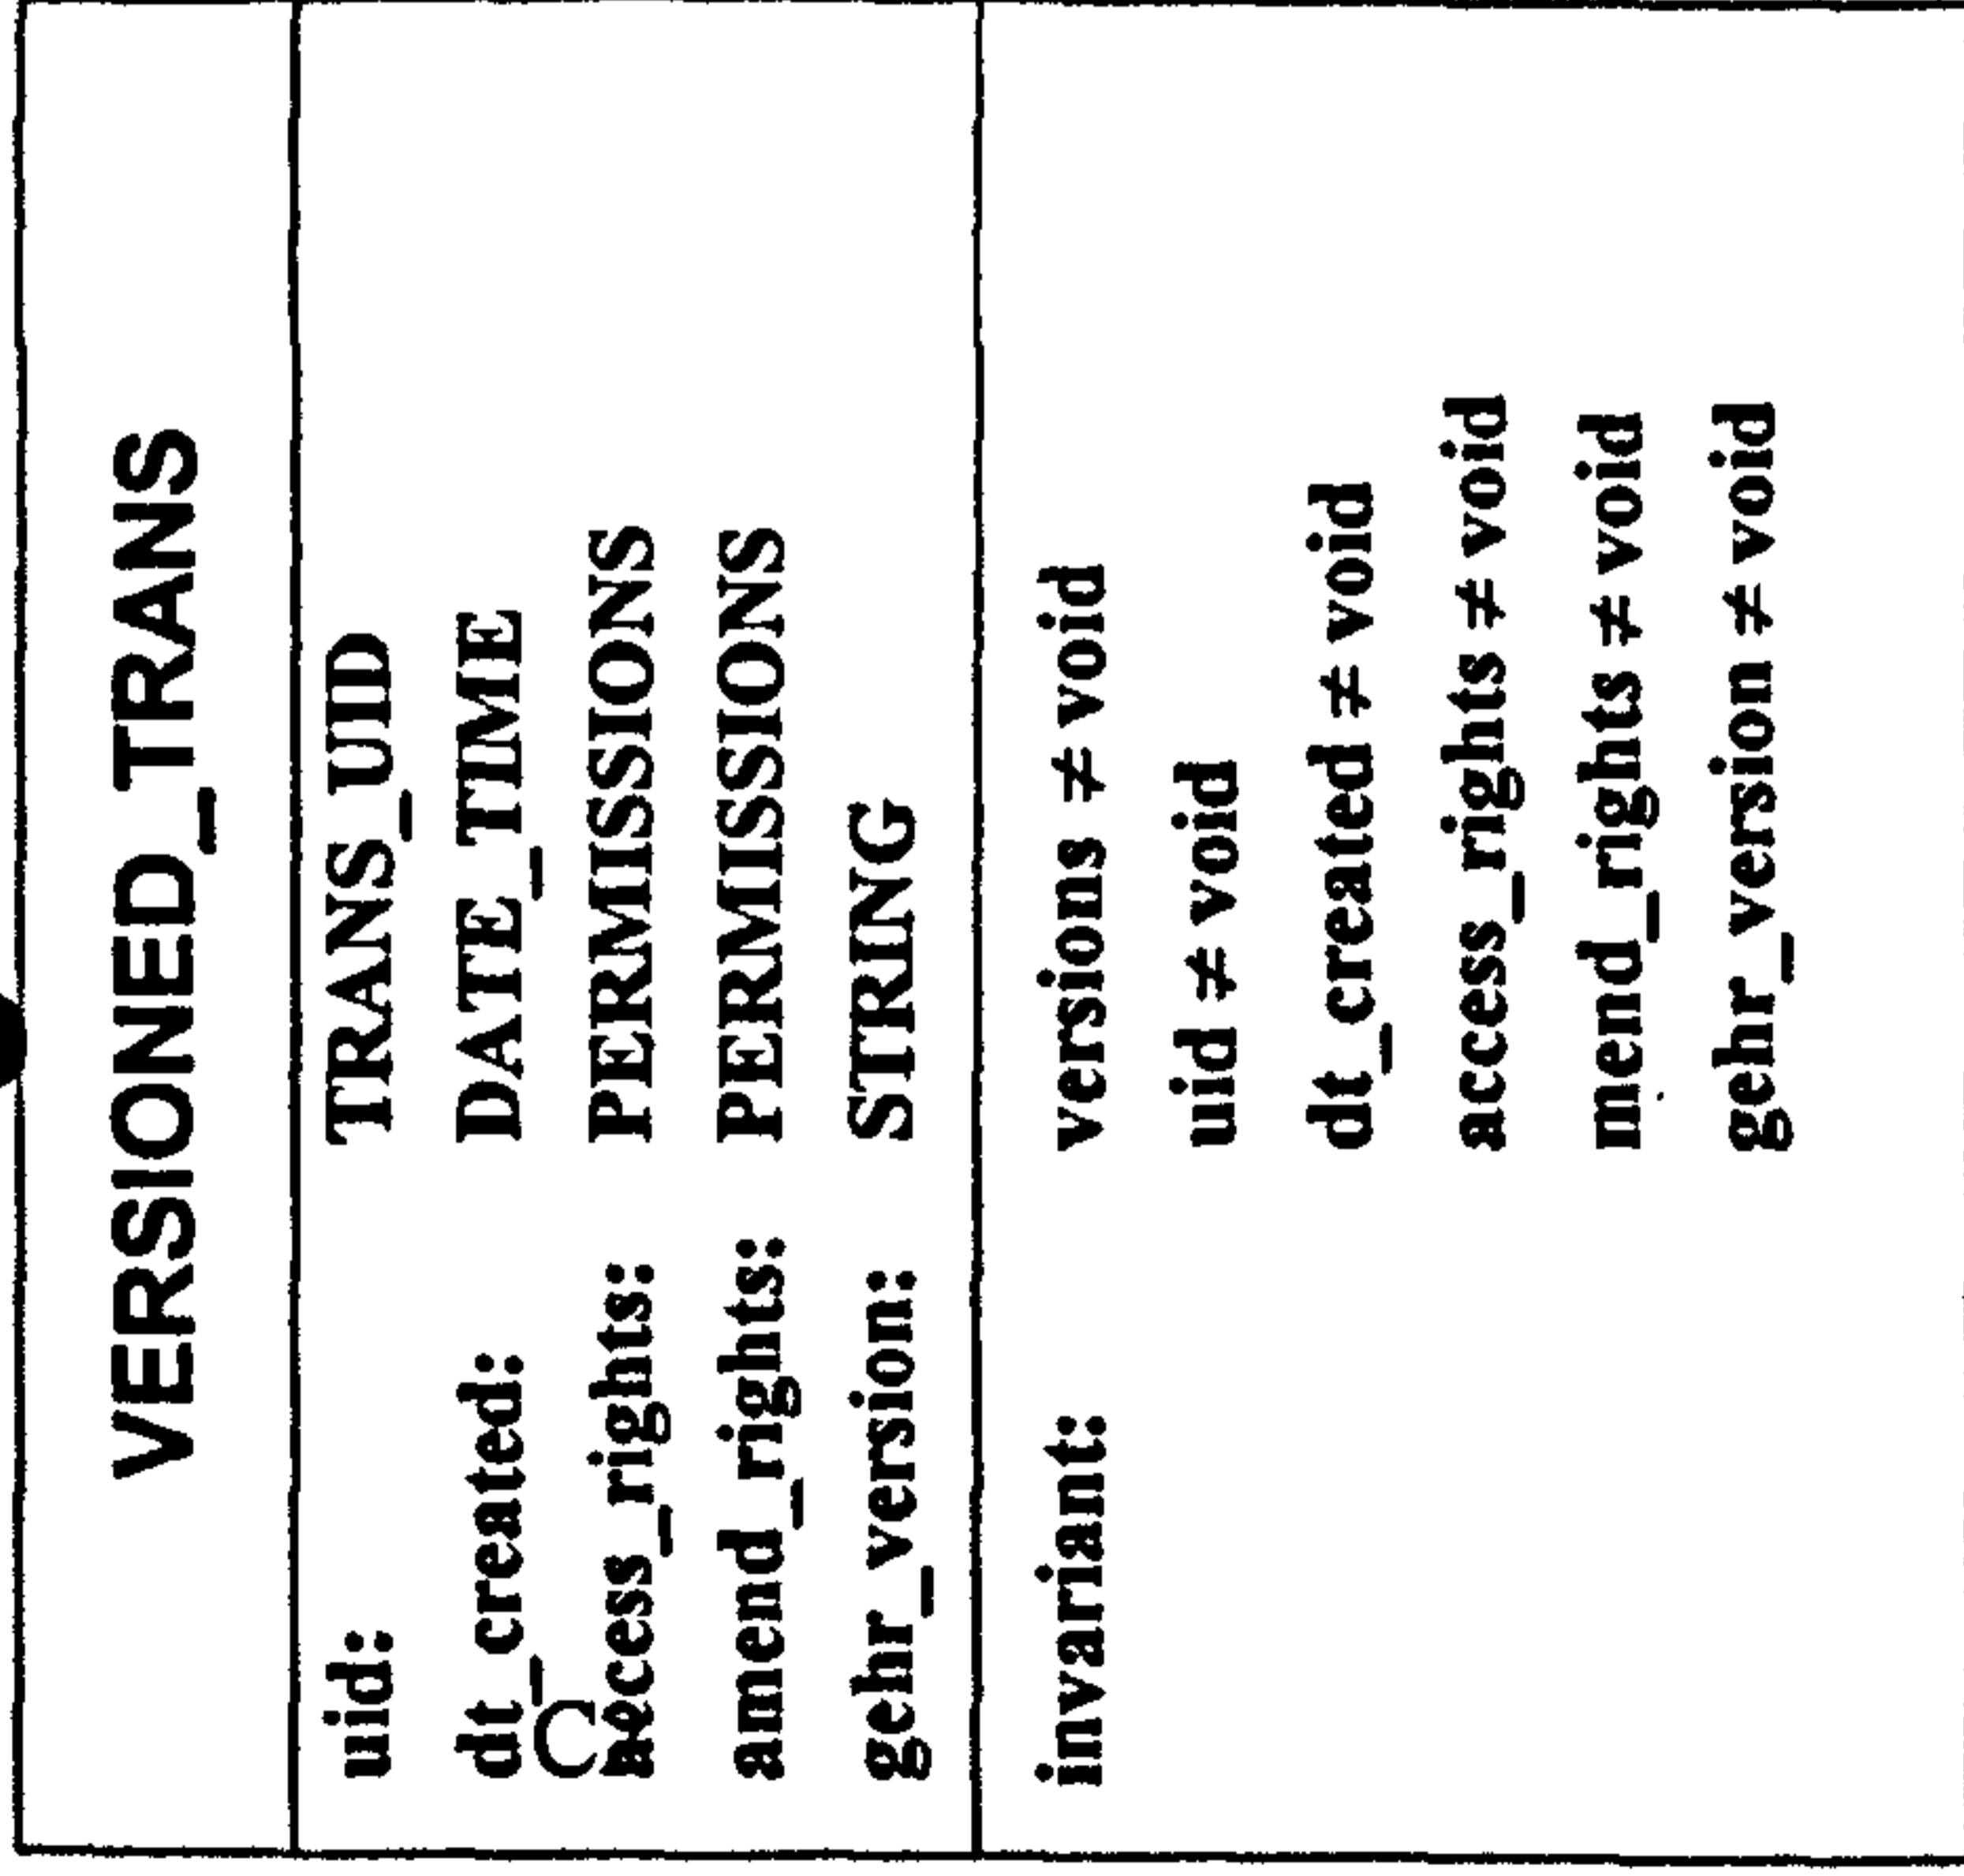 VERSIONED_TRANS
uid: TRANS_UID
dt_created: DATE_TIME
access_rights: PERMISSIONS
amend_rights: PERMISSIONS
gehr_version: STRING
invariant: versions ≠ void
uid ≠ void
dt_created ≠ void
access_rights ≠ void
mend_rights ≠ void
gehr_version ≠ void